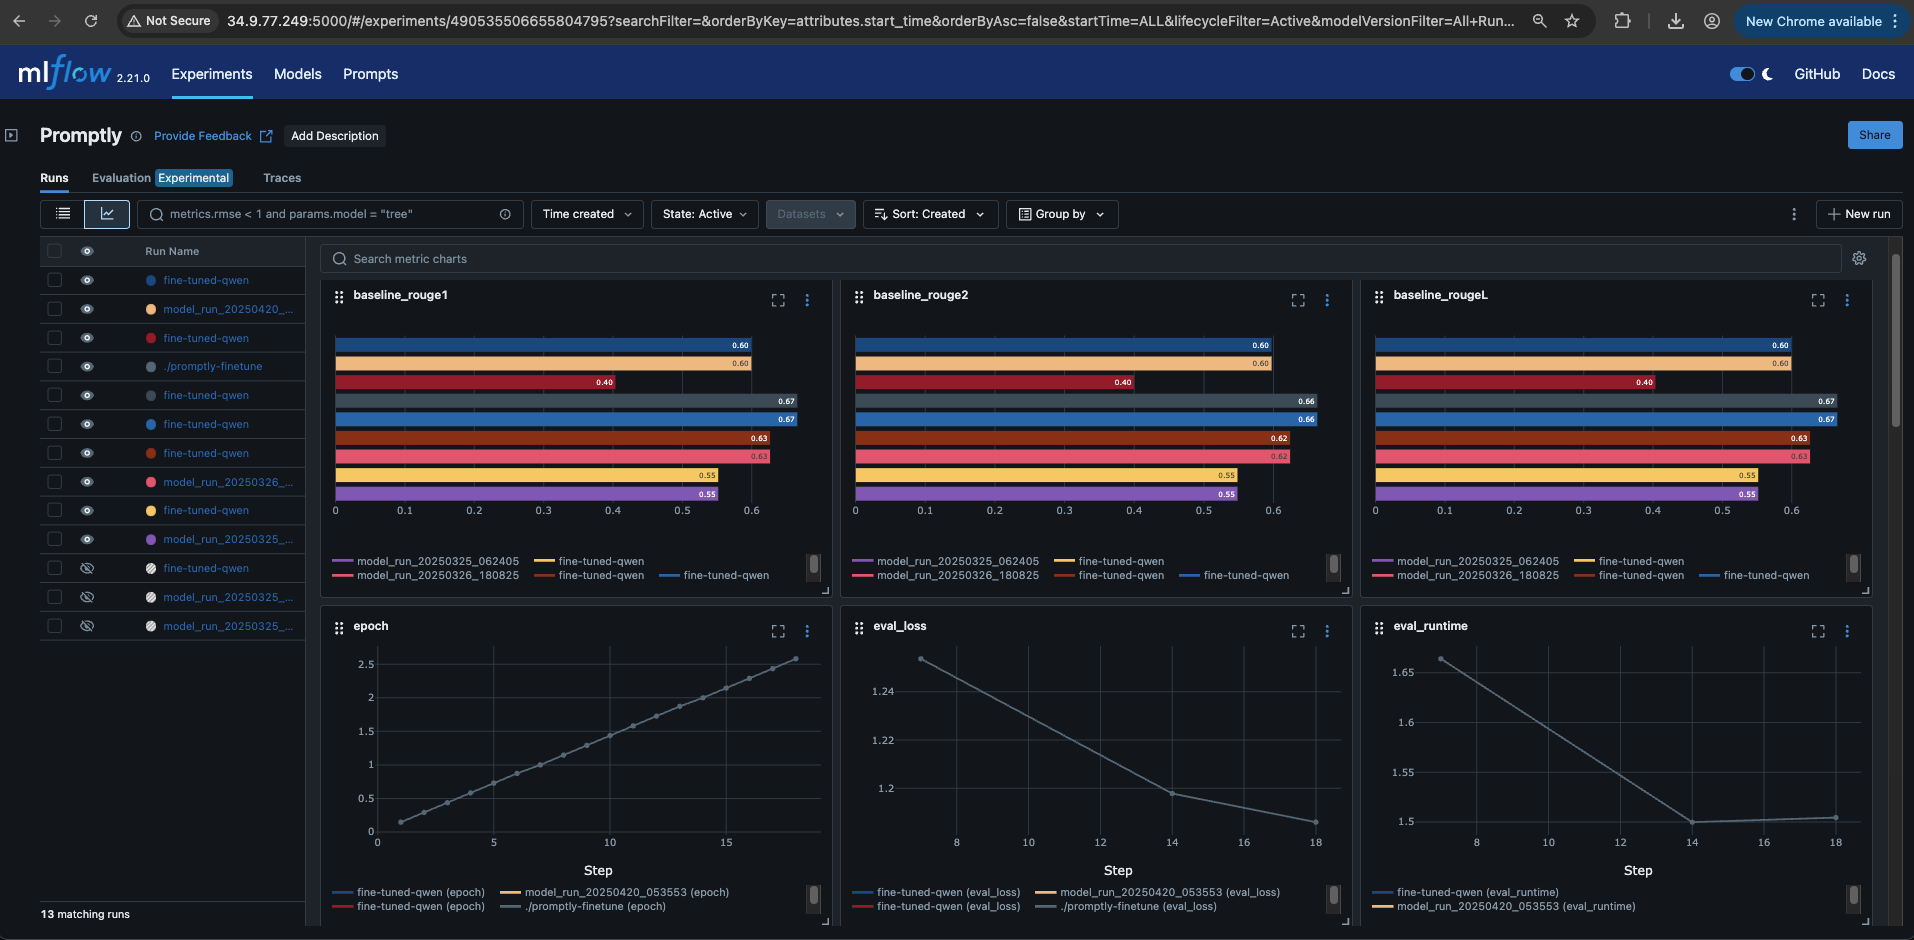 Not Secure 34.9.77.249:5000/#/experiments/490535506655804795?searchFilter=&orderByKey=attributes.start_time&orderByAsc=false&startTime=ALL&lifecycleFilter=Active&modelVersionFilter=All+Run... New Chrome available
mlflow 2.21.0 Experiments Models Prompts GitHub Docs
Promptly Provide Feedback Add Description Share
Runs Evaluation Experimental Traces
metrics.rmse < 1 and params.model = "tree" Time created State: Active Datasets Sort: Created Group by New run
Run Name
fine-tuned-qwen
model_run_20250420_...
fine-tuned-qwen
./promptly-finetune
fine-tuned-qwen
fine-tuned-qwen
fine-tuned-qwen
model_run_20250326_...
fine-tuned-qwen
model_run_20250325_...
fine-tuned-qwen
model_run_20250325_...
model_run_20250325_...
13 matching runs
Search metric charts
baseline_rouge1
0.60
0.60
0.40
0.67
0.67
0.63
0.63
0.55
0.55
0 0.1 0.2 0.3 0.4 0.5 0.6
model_run_20250325_062405 fine-tuned-qwen
model_run_20250326_180825 fine-tuned-qwen fine-tuned-qwen
baseline_rouge2
0.60
0.60
0.40
0.66
0.66
0.62
0.62
0.55
0.55
0 0.1 0.2 0.3 0.4 0.5 0.6
model_run_20250325_062405 fine-tuned-qwen
model_run_20250326_180825 fine-tuned-qwen fine-tuned-qwen
baseline_rougeL
0.60
0.60
0.40
0.67
0.67
0.63
0.63
0.55
0.55
0 0.1 0.2 0.3 0.4 0.5 0.6
model_run_20250325_062405 fine-tuned-qwen
model_run_20250326_180825 fine-tuned-qwen fine-tuned-qwen
epoch
2.5
2
1.5
1
0.5
0
0 5 10 15
Step
fine-tuned-qwen (epoch) model_run_20250420_053553 (epoch)
fine-tuned-qwen (epoch) ./promptly-finetune (epoch)
eval_loss
1.24
1.22
1.2
8 10 12 14 16 18
Step
fine-tuned-qwen (eval_loss) model_run_20250420_053553 (eval_loss)
fine-tuned-qwen (eval_loss) ./promptly-finetune (eval_loss)
eval_runtime
1.65
1.6
1.55
1.5
8 10 12 14 16 18
Step
fine-tuned-qwen (eval_runtime)
model_run_20250420_053553 (eval_runtime)